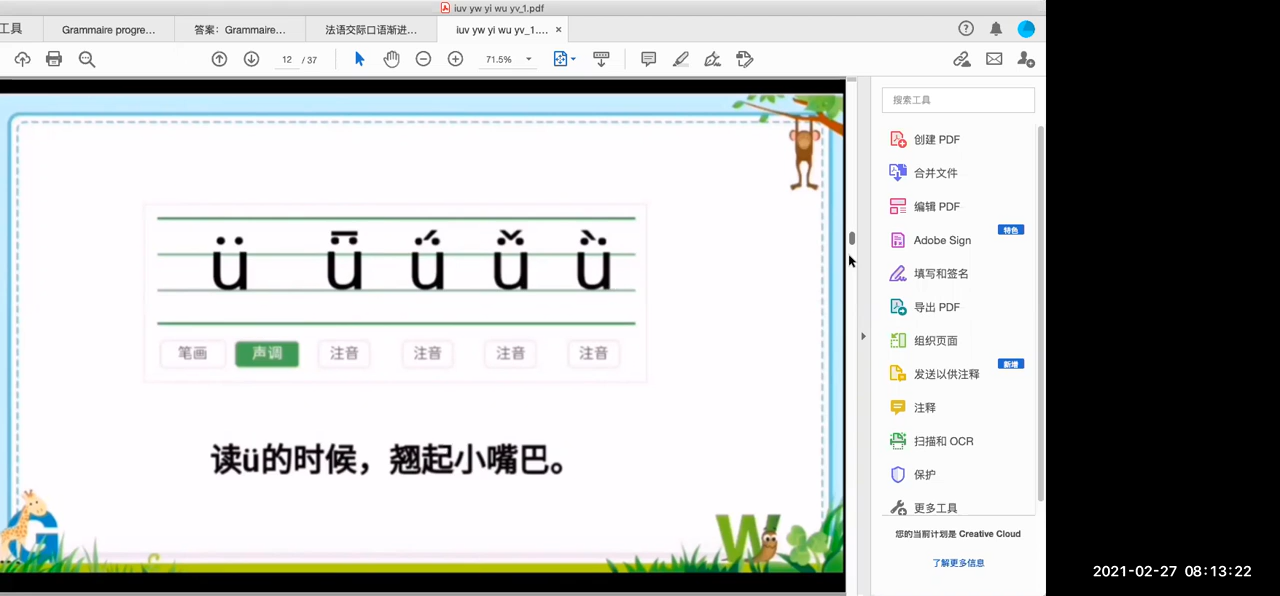 iuv yw yi wu yv_1.pdf
工具
Grammaire progre...
答案：Grammaire...
法语交际口语渐进...
iuv yw yi wu yv_1.... ×
12 / 37
71.5%
搜索工具
创建 PDF
合并文件
编辑 PDF
特色
Adobe Sign
填写和签名
导出 PDF
组织页面
新增
发送以供注释
注释
扫描和 OCR
保护
更多工具
您的当前计划是 Creative Cloud
了解更多信息
ü ǖ ǘ ǚ ǜ
笔画 声调 注音 注音 注音 注音
读ü的时候，翘起小嘴巴。
G
W
2021-02-27 08:13:22